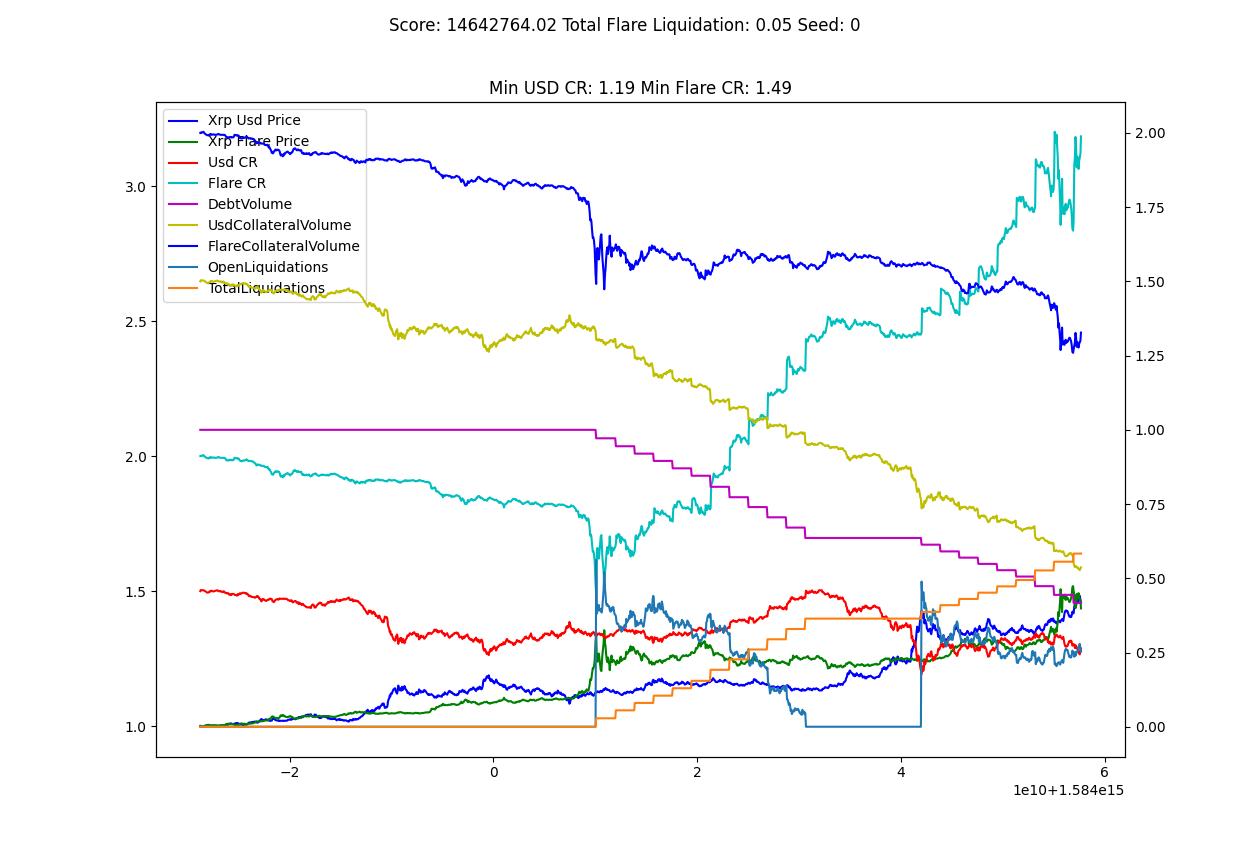 Score: 14642764.02 Total Flare Liquidation: 0.05 Seed: 0
Min USD CR: 1.19 Min Flare CR: 1.49
Xrp Usd Price
Xrp Flare Price
Usd CR
Flare CR
DebtVolume
UsdCollateralVolume
FlareCollateralVolume
OpenLiquidations
TotalLiquidations
3.0
2.5
2.0
1.5
1.0
2.00
1.75
1.50
1.25
1.00
0.75
0.50
0.25
0.00
−2
0
2
4
6
1e10+1.584e15